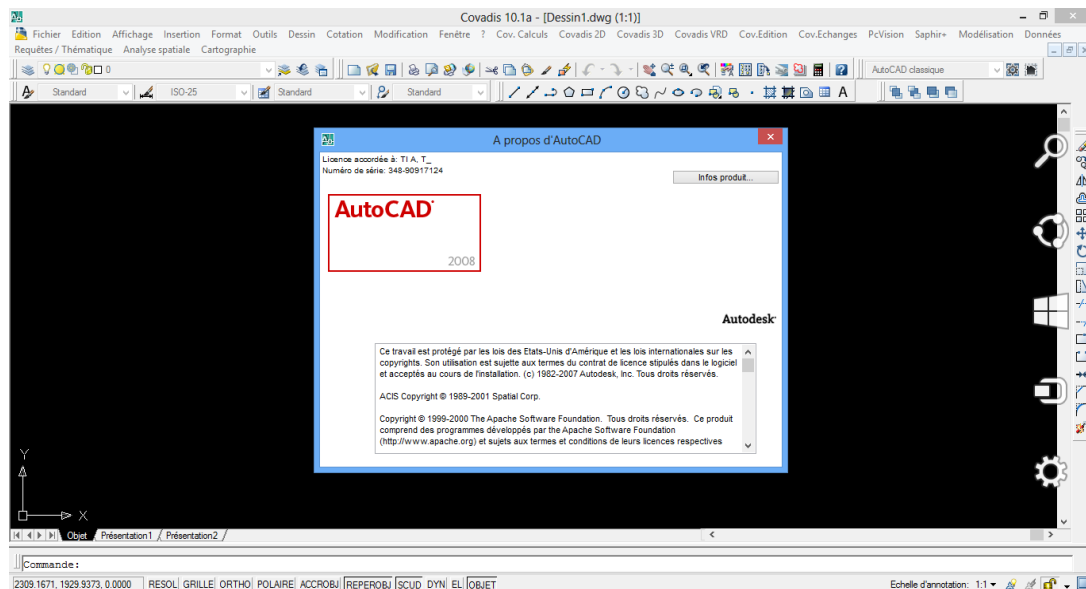 Covadis 10.1a - [Dessin1.dwg (1:1)]
Fichier Edition Affichage Insertion Format Outils Dessin Cotation Modification Fenêtre ? Cov. Calculs Covadis 2D Covadis 3D Covadis VRD Cov.Edition Cov.Echanges PcVision Saphir+ Modélisation Données
Requêtes / Thématique Analyse spatiale Cartographie
0 AutoCAD classique
Standard ISO-25 Standard Standard A
A propos d'AutoCAD
Licence accordée à: TI A, T_
Numéro de série: 348-90917124
Infos produit...
AutoCAD
2008
Autodesk
Ce travail est protégé par les lois des Etats-Unis d'Amérique et les lois internationales sur les
copyrights. Son utilisation est sujette aux termes du contrat de licence stipulés dans le logiciel
et acceptés au cours de l'installation. (c) 1982-2007 Autodesk, Inc. Tous droits réservés.
ACIS Copyright © 1989-2001 Spatial Corp.
Copyright © 1999-2000 The Apache Software Foundation. Tous droits réservés. Ce produit
comprend des programmes développés par the Apache Software Foundation
(http://www.apache.org) et sujets aux termes et conditions de leurs licences respectives
Y
X
Objet Présentation1 Présentation2
Commande:
2309.1671, 1929.9373, 0.0000 RESOL GRILLE ORTHO POLAIRE ACCROBJ REPEROBJ SCUD DYN EL OBJET Echelle d'annotation: 1:1